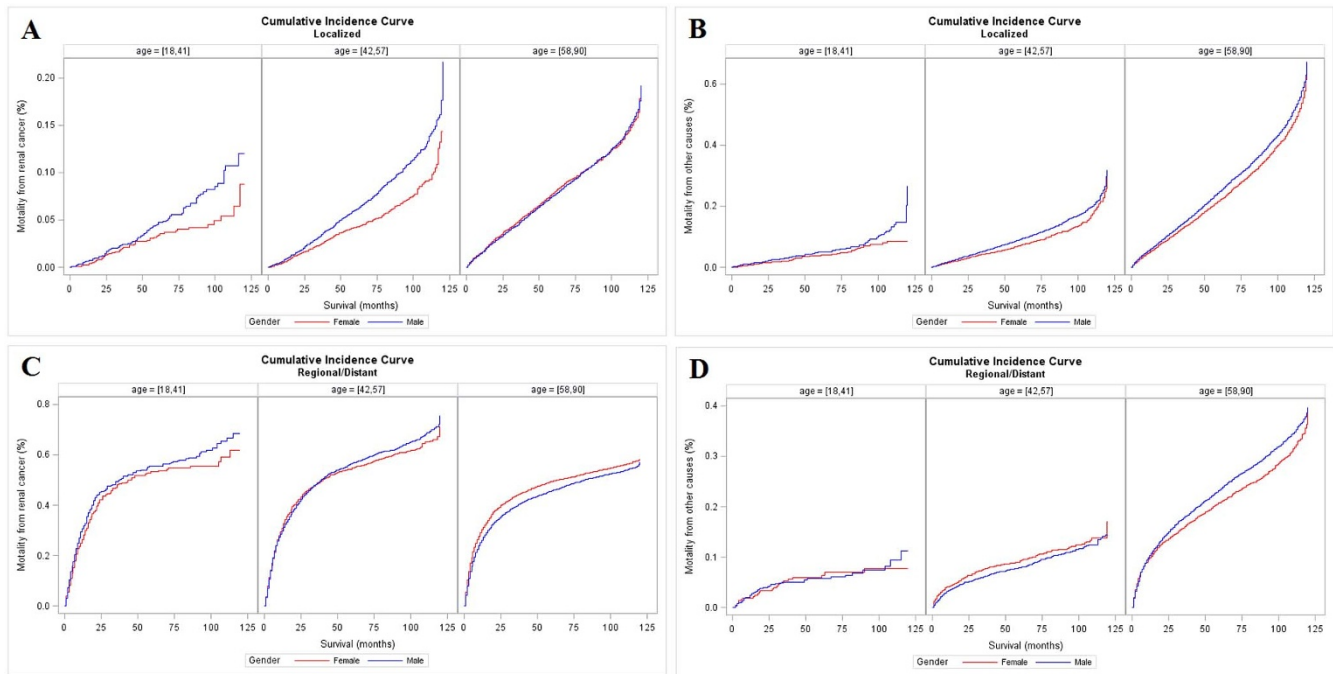 A
Cumulative Incidence Curve
Localized
age = [18,41] age = [42,57] age = [58,90]
Motality from renal cancer (%)
0.20
0.15
0.10
0.05
0.00
0 25 50 75 100 125 0 25 50 75 100 125 0 25 50 75 100 125
Survival (months)
Gender Female Male
B
Cumulative Incidence Curve
Localized
age = [18,41] age = [42,57] age = [58,90]
Motality from other causes (%)
0.6
0.4
0.2
0.0
0 25 50 75 100 125 0 25 50 75 100 125 0 25 50 75 100 125
Survival (months)
Gender Female Male
C
Cumulative Incidence Curve
Regional/Distant
age = [18,41] age = [42,57] age = [58,90]
Motality from renal cancer (%)
0.8
0.6
0.4
0.2
0.0
0 25 50 75 100 125 0 25 50 75 100 125 0 25 50 75 100 125
Survival (months)
Gender Female Male
D
Cumulative Incidence Curve
Regional/Distant
age = [18,41] age = [42,57] age = [58,90]
Motality from other causes (%)
0.4
0.3
0.2
0.1
0.0
0 25 50 75 100 125 0 25 50 75 100 125 0 25 50 75 100 125
Survival (months)
Gender Female Male